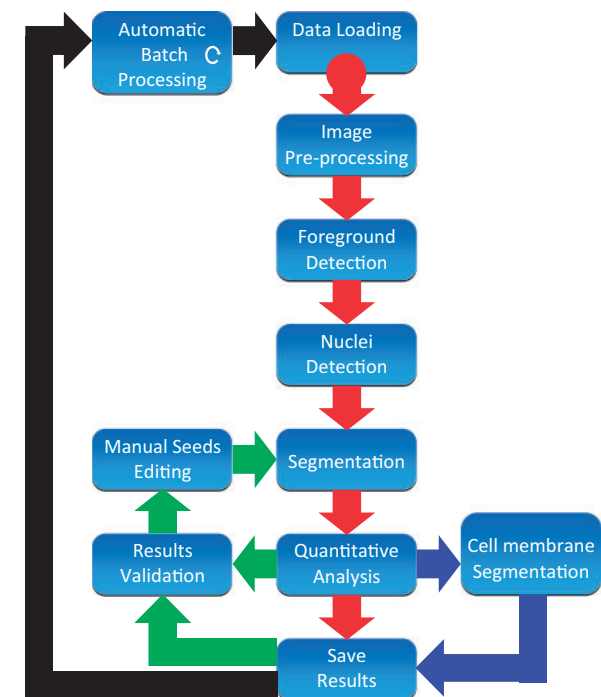 Automatic
Batch
Processing
Data Loading
Image
Pre-processing
Foreground
Detection
Nuclei
Detection
Manual Seeds
Editing
Segmentation
Results
Validation
Quantitative
Analysis
Cell membrane
Segmentation
Save
Results